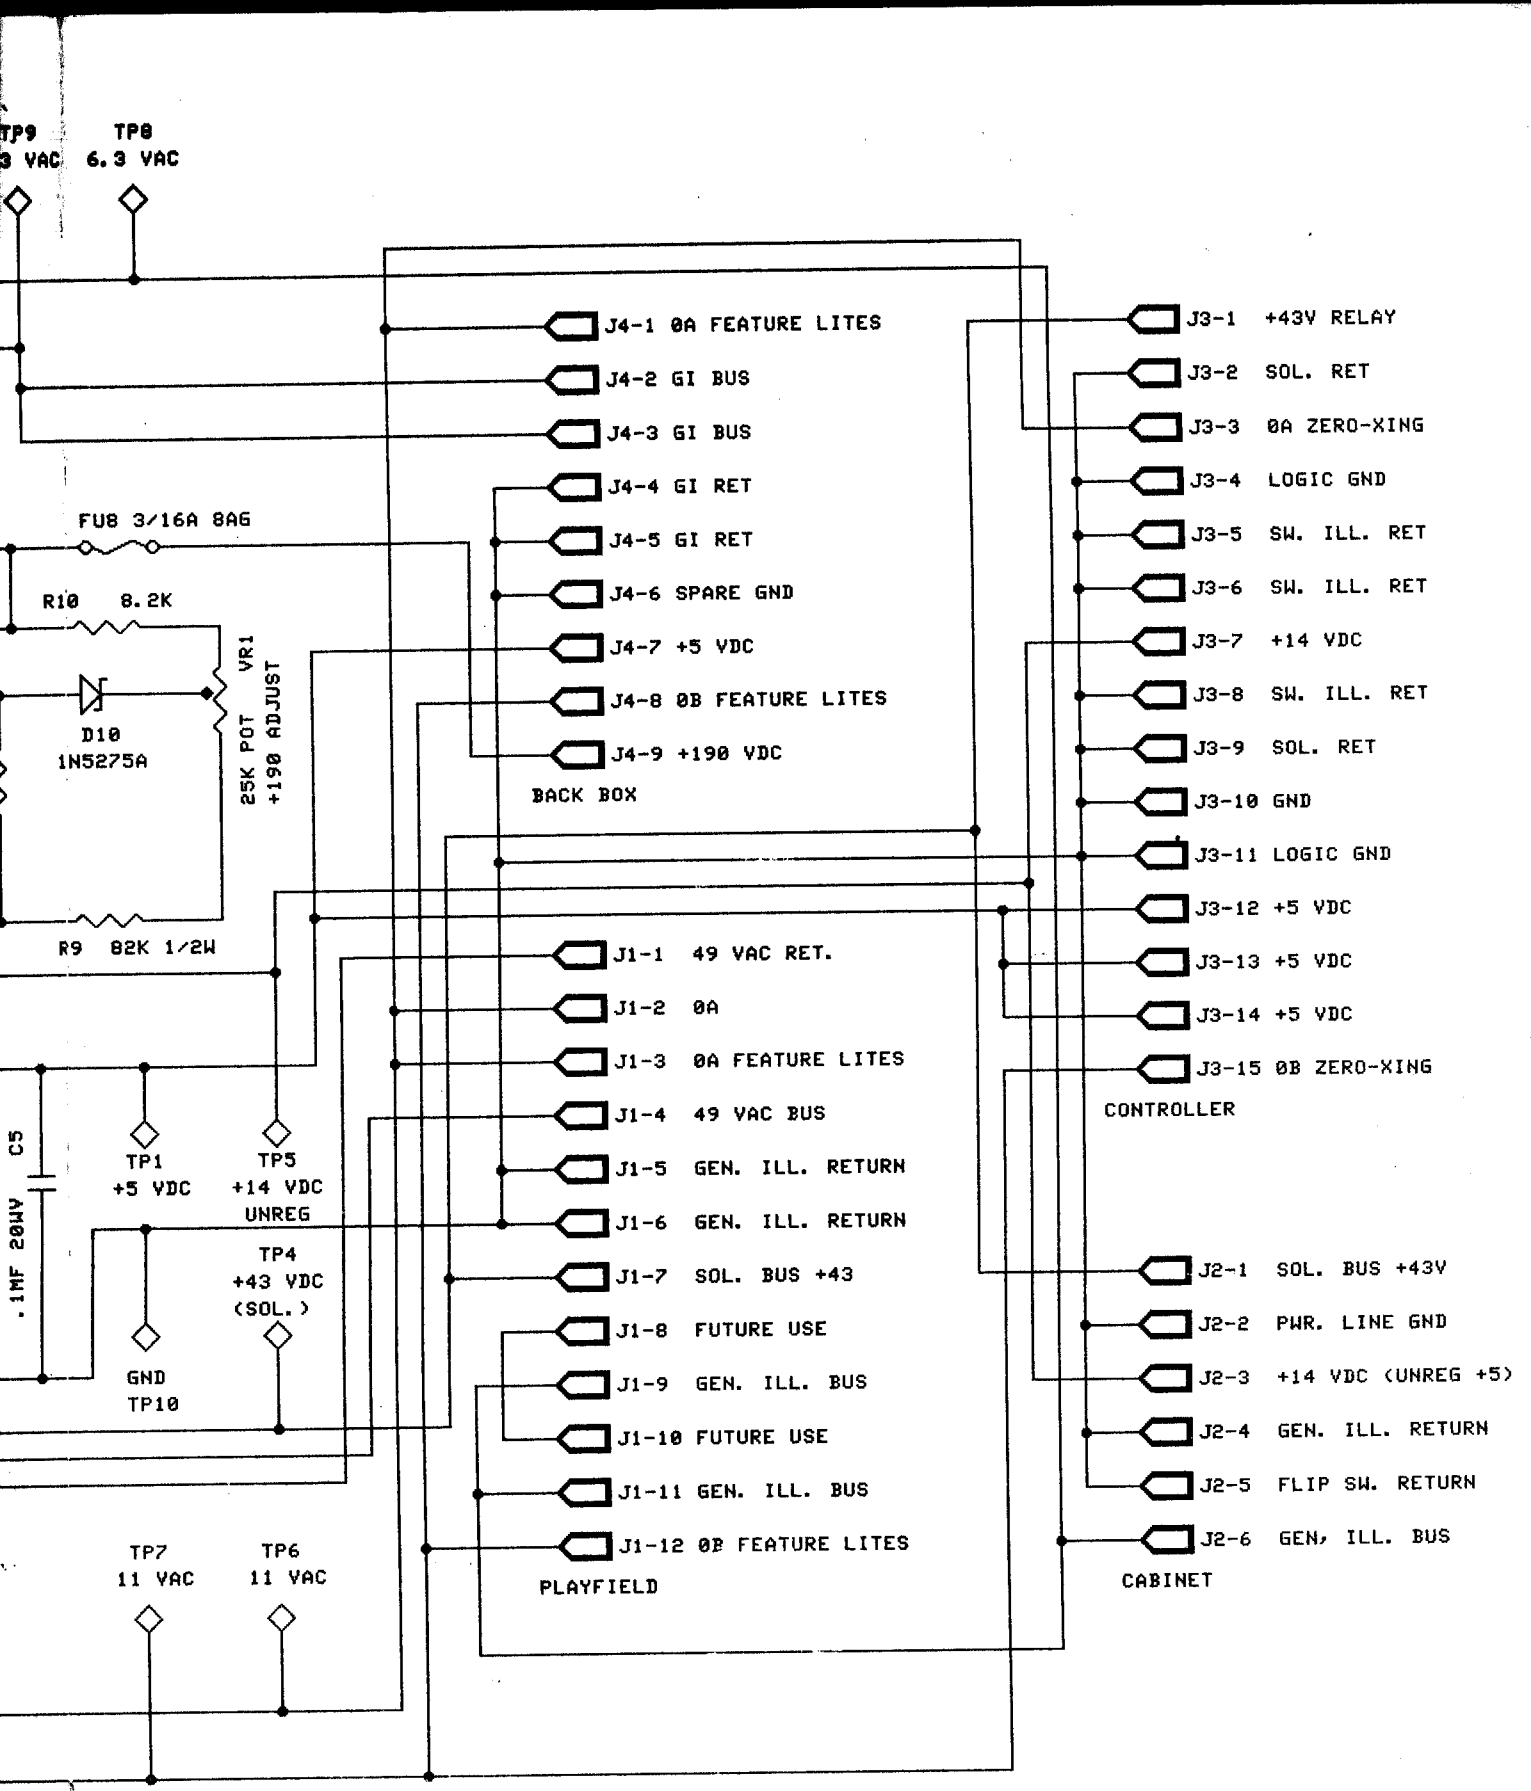 TP9
3 VAC
TP8
6.3 VAC
J4-1 0A FEATURE LITES
J4-2 GI BUS
J4-3 GI BUS
J4-4 GI RET
J4-5 GI RET
J4-6 SPARE GND
J4-7 +5 VDC
J4-8 0B FEATURE LITES
J4-9 +190 VDC
BACK BOX
FU8 3/16A 8AG
R10 8.2K
D10
1N5275A
25K POT VR1
+190 ADJUST
R9 82K 1/2W
J3-1 +43V RELAY
J3-2 SOL. RET
J3-3 0A ZERO-XING
J3-4 LOGIC GND
J3-5 SW. ILL. RET
J3-6 SW. ILL. RET
J3-7 +14 VDC
J3-8 SW. ILL. RET
J3-9 SOL. RET
J3-10 GND
J3-11 LOGIC GND
J3-12 +5 VDC
J3-13 +5 VDC
J3-14 +5 VDC
J3-15 0B ZERO-XING
CONTROLLER
J1-1 49 VAC RET.
J1-2 0A
J1-3 0A FEATURE LITES
J1-4 49 VAC BUS
J1-5 GEN. ILL. RETURN
J1-6 GEN. ILL. RETURN
J1-7 SOL. BUS +43
J1-8 FUTURE USE
J1-9 GEN. ILL. BUS
J1-10 FUTURE USE
J1-11 GEN. ILL. BUS
J1-12 0B FEATURE LITES
PLAYFIELD
.1MF 20WV C5
TP1
+5 VDC
TP5
+14 VDC
UNREG
TP4
+43 VDC
(SOL.)
GND
TP10
TP7
11 VAC
TP6
11 VAC
J2-1 SOL. BUS +43V
J2-2 PWR. LINE GND
J2-3 +14 VDC (UNREG +5)
J2-4 GEN. ILL. RETURN
J2-5 FLIP SW. RETURN
J2-6 GEN, ILL. BUS
CABINET